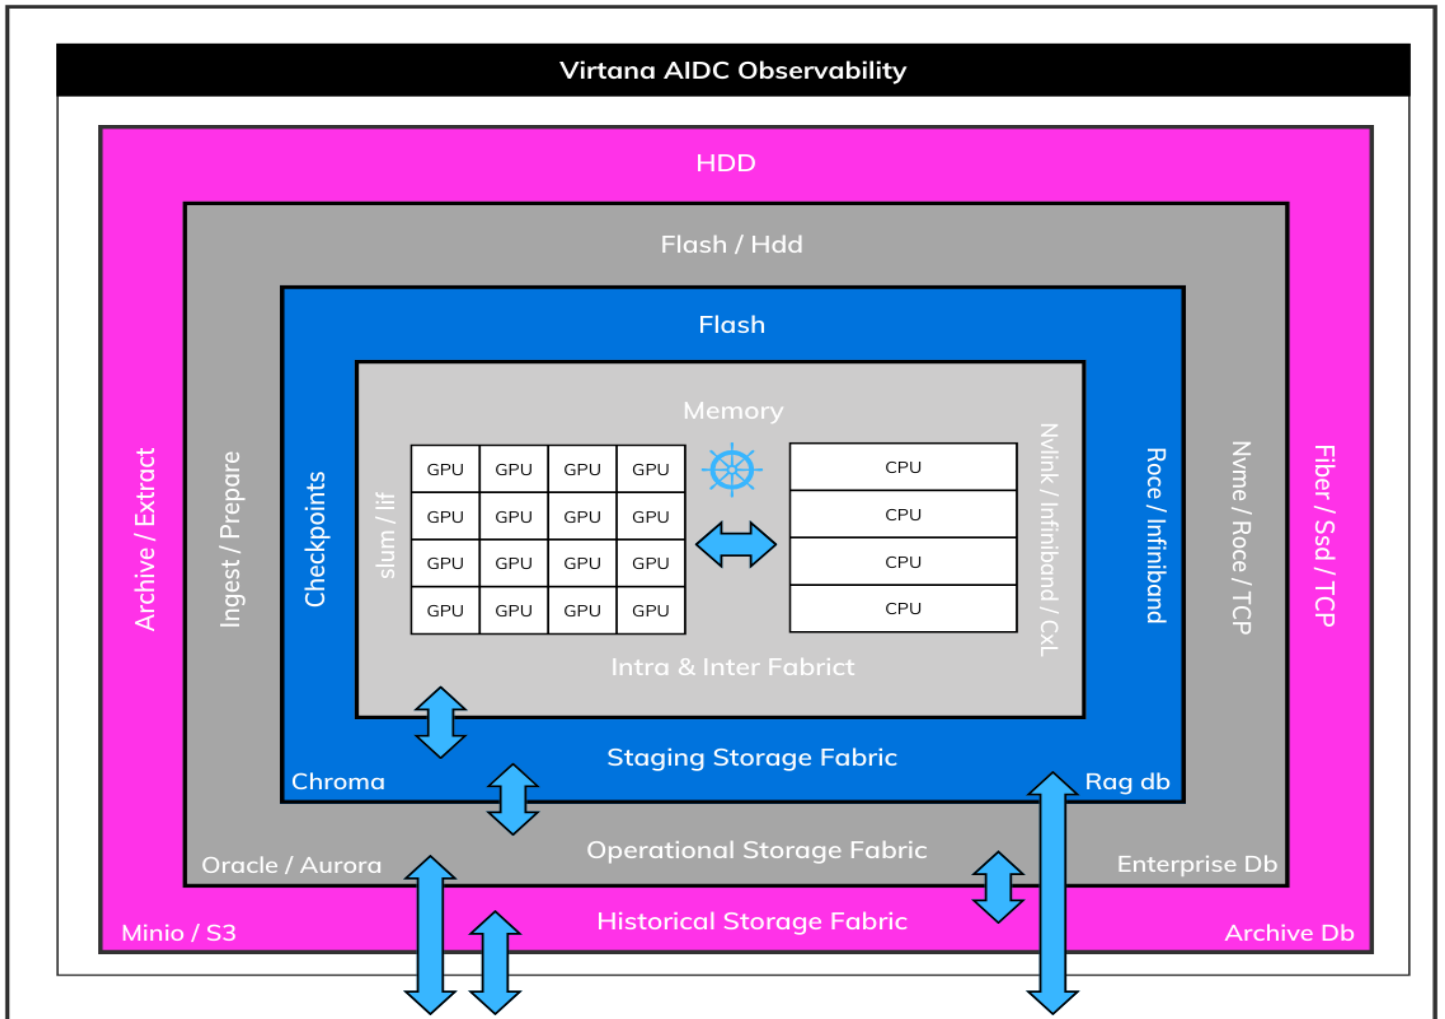 Virtana AIDC Observability
HDD
Flash / Hdd
Flash
Memory
Archive / Extract
Ingest / Prepare
Checkpoints
slum / lif
GPU GPU GPU GPU
GPU GPU GPU GPU
GPU GPU GPU GPU
GPU GPU GPU GPU
CPU
CPU
CPU
CPU
Nvlink / Infiniband / CxL
Roce / Infiniband
Nvme / Roce / TCP
Fiber / Ssd / TCP
Intra & Inter Fabrict
Staging Storage Fabric
Chroma
Rag db
Operational Storage Fabric
Oracle / Aurora
Enterprise Db
Historical Storage Fabric
Minio / S3
Archive Db